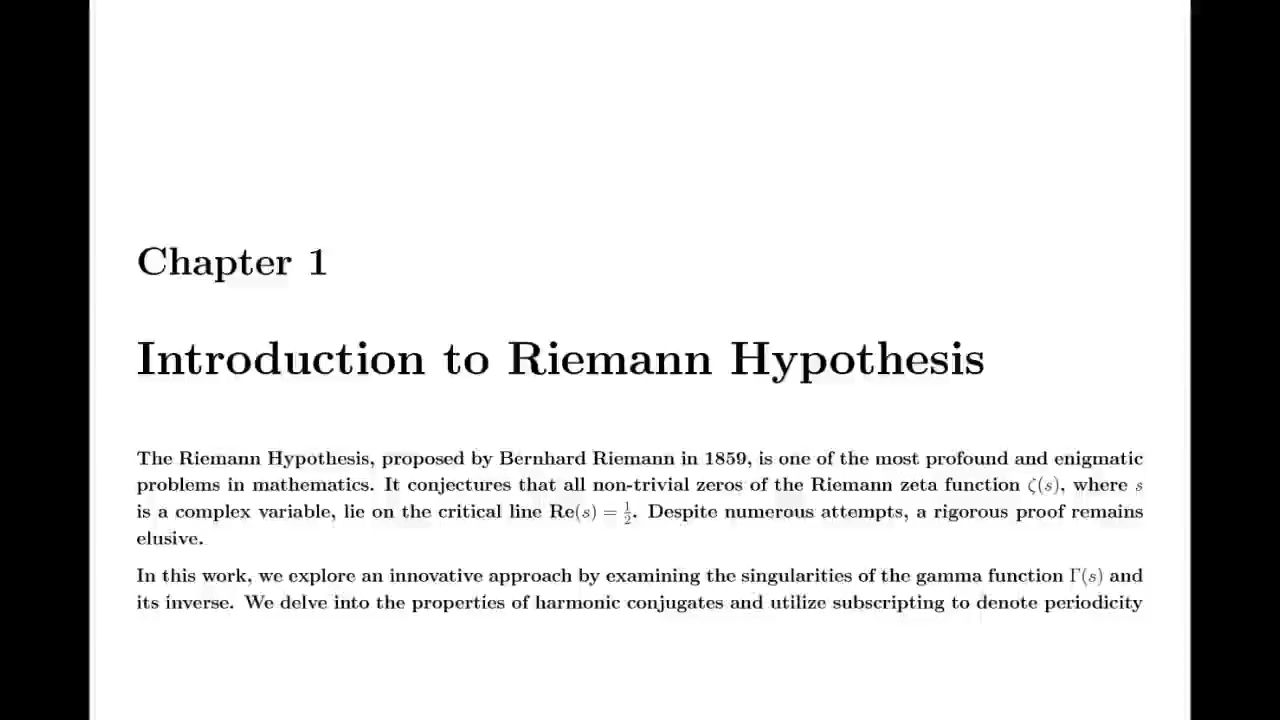 Chapter 1
Introduction to Riemann Hypothesis
The Riemann Hypothesis, proposed by Bernhard Riemann in 1859, is one of the most profound and enigmatic
problems in mathematics. It conjectures that all non-trivial zeros of the Riemann zeta function ζ(s), where s
is a complex variable, lie on the critical line Re(s) = 1/2. Despite numerous attempts, a rigorous proof remains
elusive.
In this work, we explore an innovative approach by examining the singularities of the gamma function Γ(s) and
its inverse. We delve into the properties of harmonic conjugates and utilize subscripting to denote periodicity